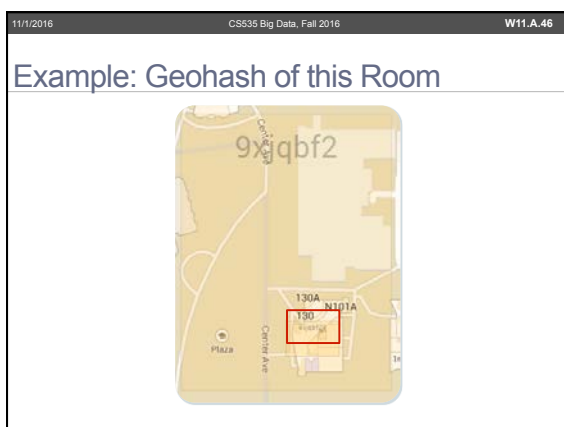 11/1/2016 CS535 Big Data, Fall 2016 W11.A.46
Example: Geohash of this Room
Center Ave
130A
N101A
130
Plaza
Center Ave